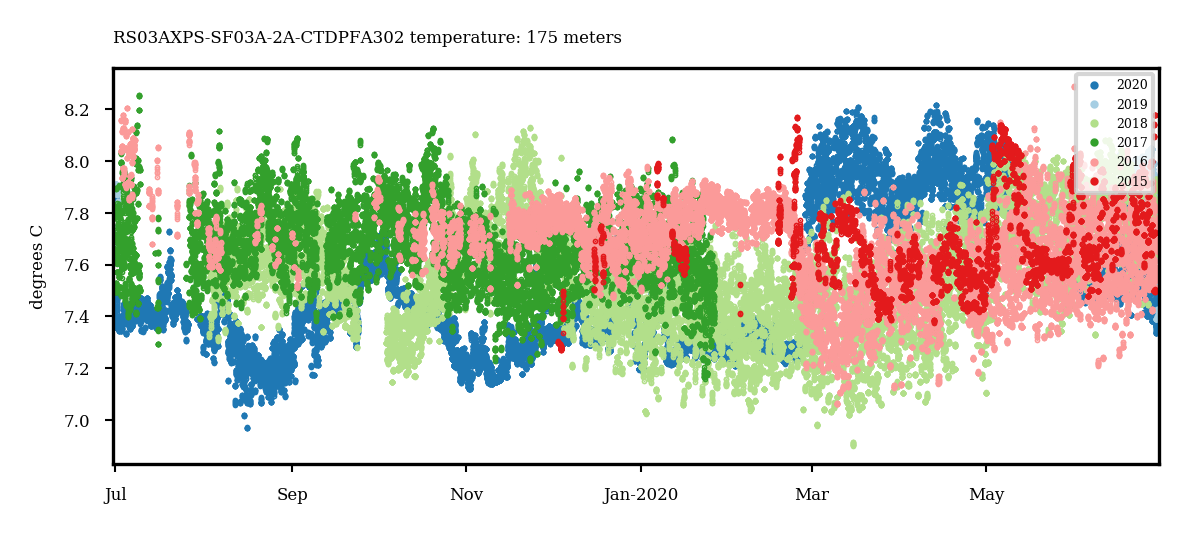 RS03AXPS-SF03A-2A-CTDPFA302 temperature: 175 meters
degrees C
8.2
8.0
7.8
7.6
7.4
7.2
7.0
Jul
Sep
Nov
Jan-2020
Mar
May
2020
2019
2018
2017
2016
2015